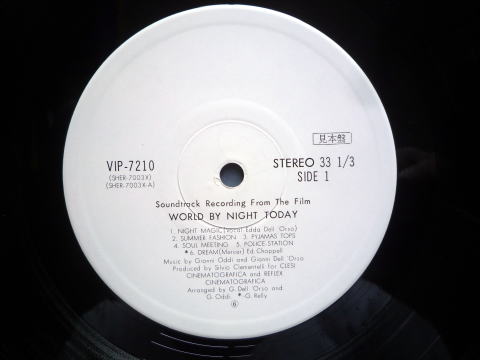 見本盤
VIP-7210
(SHER-7003X)
(SHER-7003X-A)
STEREO 33 1/3
SIDE 1
Soundtrack Recording From The Film
WORLD BY NIGHT TODAY
1. NIGHT MAGIC(Vocal Edda Dell 'Orso)
2. SUMMER FASHION 3. PYJAMAS TOPS
4. SOUL MEETING 5. POLICE-STATION
*6. DREAM(Mercer) Ed.Chappell
Music by Gianni Oddi and Gianni Dell 'Orso
Produced by Silvio Clementelli for CLESI
CINEMATOGRAFICA and REFLEX
CINEMATOGRAFICA
Arranged by G. Dell 'Orso and
G. Oddi *-G. Relly
6